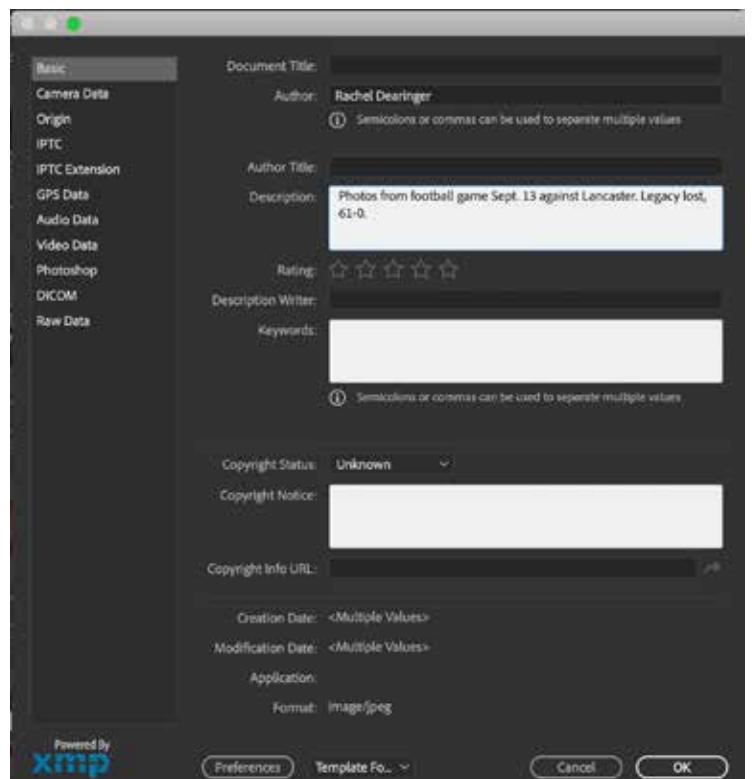 Basic
Camera Data
Origin
IPTC
IPTC Extension
GPS Data
Audio Data
Video Data
Photoshop
DICOM
Raw Data
Document Title:
Author: Rachel Dearinger
Semicolons or commas can be used to separate multiple values
Author Title:
Description: Photos from football game Sept. 13 against Lancaster. Legacy lost,
61-0.
Rating:
Description Writer:
Keywords:
Semicolons or commas can be used to separate multiple values
Copyright Status: Unknown
Copyright Notice:
Copyright Info URL:
Creation Date: <Multiple Values>
Modification Date: <Multiple Values>
Application:
Format: image/jpeg
Powered By
xmp
Preferences Template Fo... Cancel OK